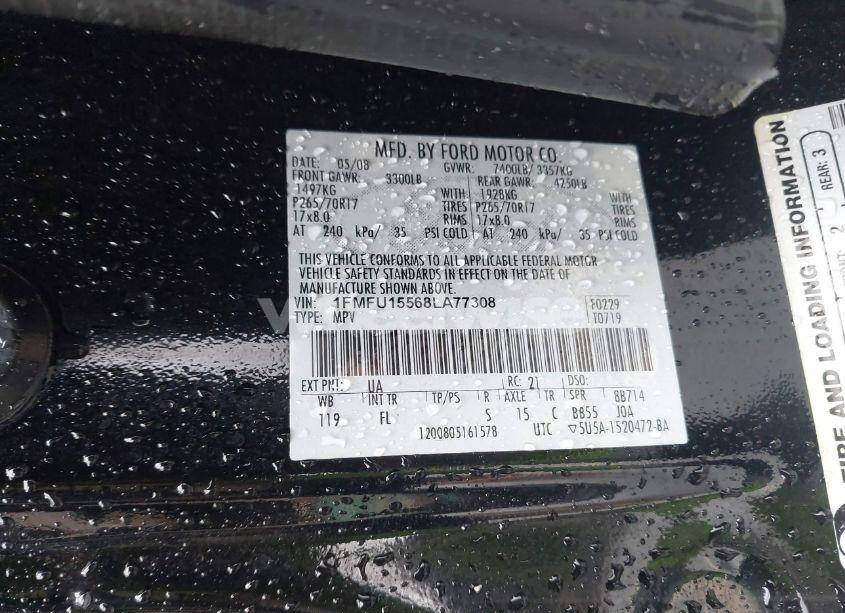 MFD. BY FORD MOTOR CO.
DATE: 05/08 GVWR: 7400LB/ 3357KG
FRONT GAWR: 3300LB REAR GAWR: 4250LB
1497KG WITH 1928KG WITH
P265/70R17 TIRES P265/70R17 TIRES
17x8.0 RIMS 17x8.0 RIMS
AT 240 kPa/ 35 PSI COLD AT 240 kPa/ 35 PSI COLD
THIS VEHICLE CONFORMS TO ALL APPLICABLE FEDERAL MOTOR
VEHICLE SAFETY STANDARDS IN EFFECT ON THE DATE OF
MANUFACTURE SHOWN ABOVE.
VIN: 1FMFU15568LA77308 F0229
TYPE: MPV T0719
EXT PNT: UA RC: 21 DSO:
WB INT TR TP/PS R AXLE TR SPR BB714
119 FL S 15 C BB55 JOA
1200805161578 UTC ▽5U5A-1520472-BA
TIRE AND LOADING INFORMATION
REAR: 3
2